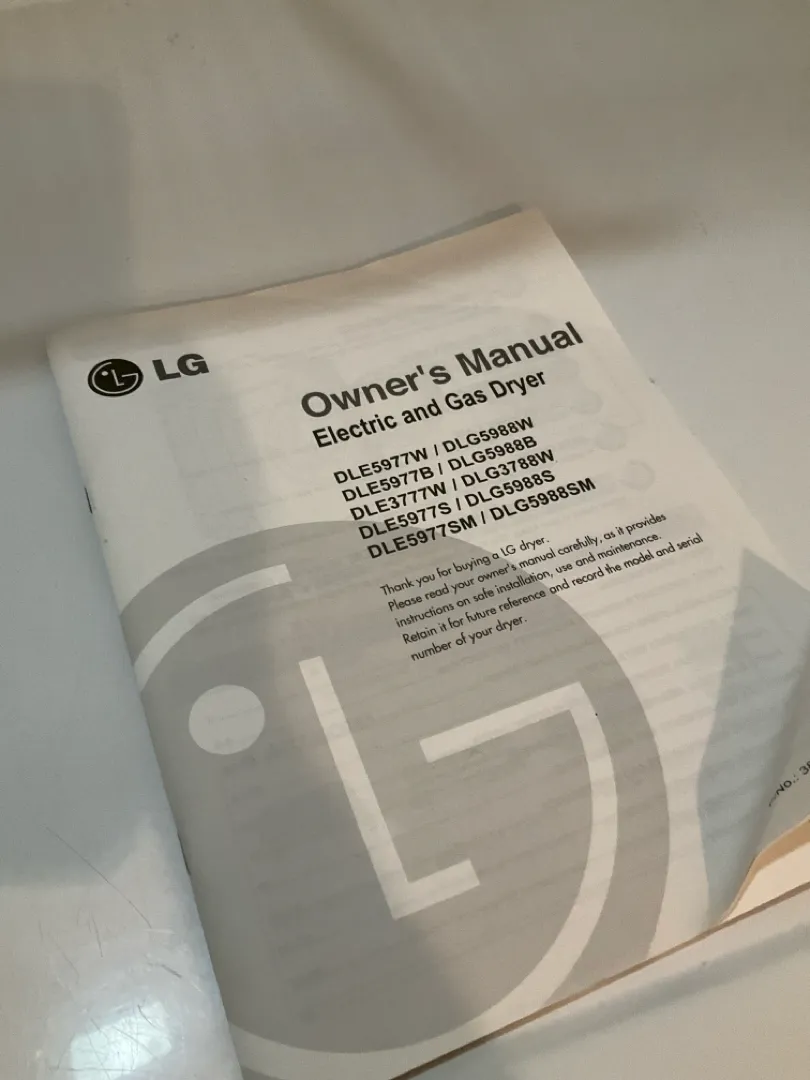 LG
Owner's Manual
Electric and Gas Dryer
DLE5977W / DLG5988W
DLE5977B / DLG5988B
DLE3777W / DLG3788W
DLE5977S / DLG5988S
DLE5977SM / DLG5988SM
Thank you for buying a LG dryer.
Please read your owner's manual carefully, as it provides
instructions on safe installation, use and maintenance.
Retain it for future reference and record the model and serial
number of your dryer.